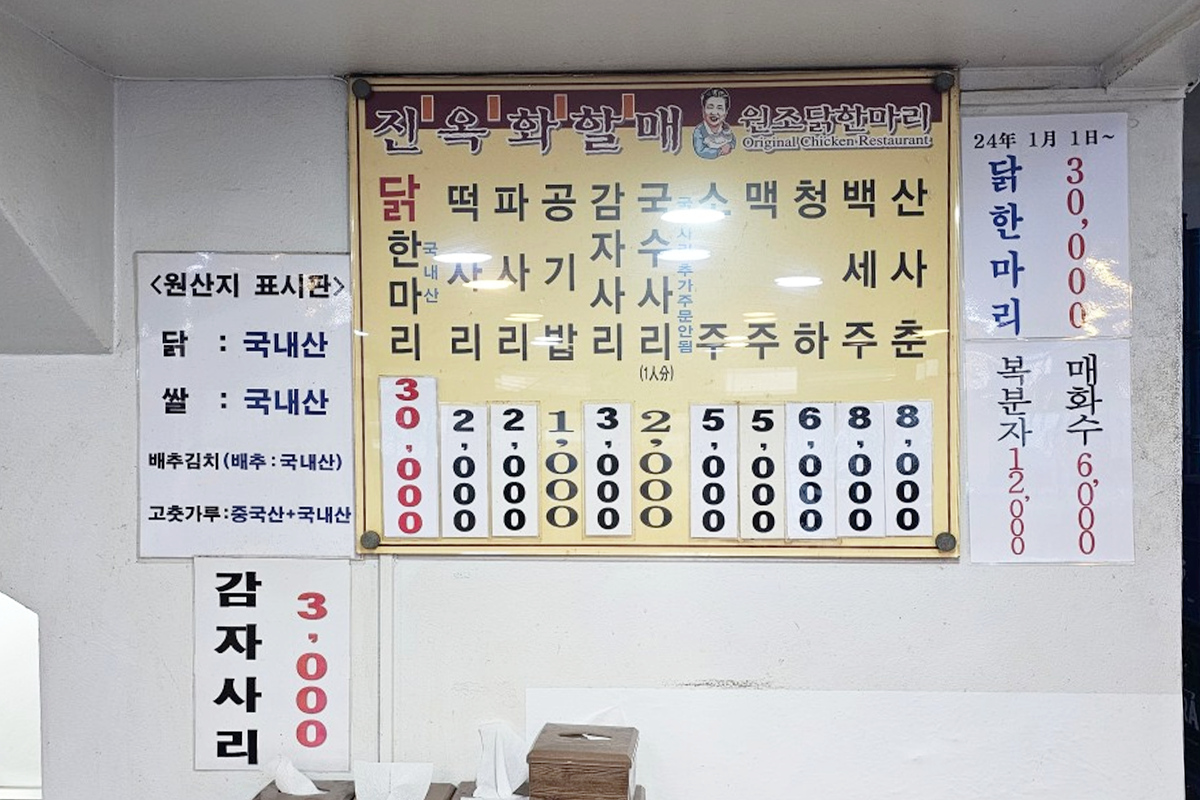 진옥화할매 원조닭한마리
Original Chicken Restaurant
닭한마리 국내산 30,000
떡사리 2,000
파사리 2,000
공기밥 1,000
감자사리 3,000
국수사리 (1人分) 2,000
국수사리추가주문안됨
소주 5,000
맥주 5,000
청하 6,000
백세주 8,000
산사춘 8,000
<원산지 표시판>
닭 : 국내산
쌀 : 국내산
배추김치(배추:국내산)
고춧가루:중국산+국내산
감자사리 3,000
24年 1月 1日~
닭한마리 30,000
매화수 6,000
복분자 12,000